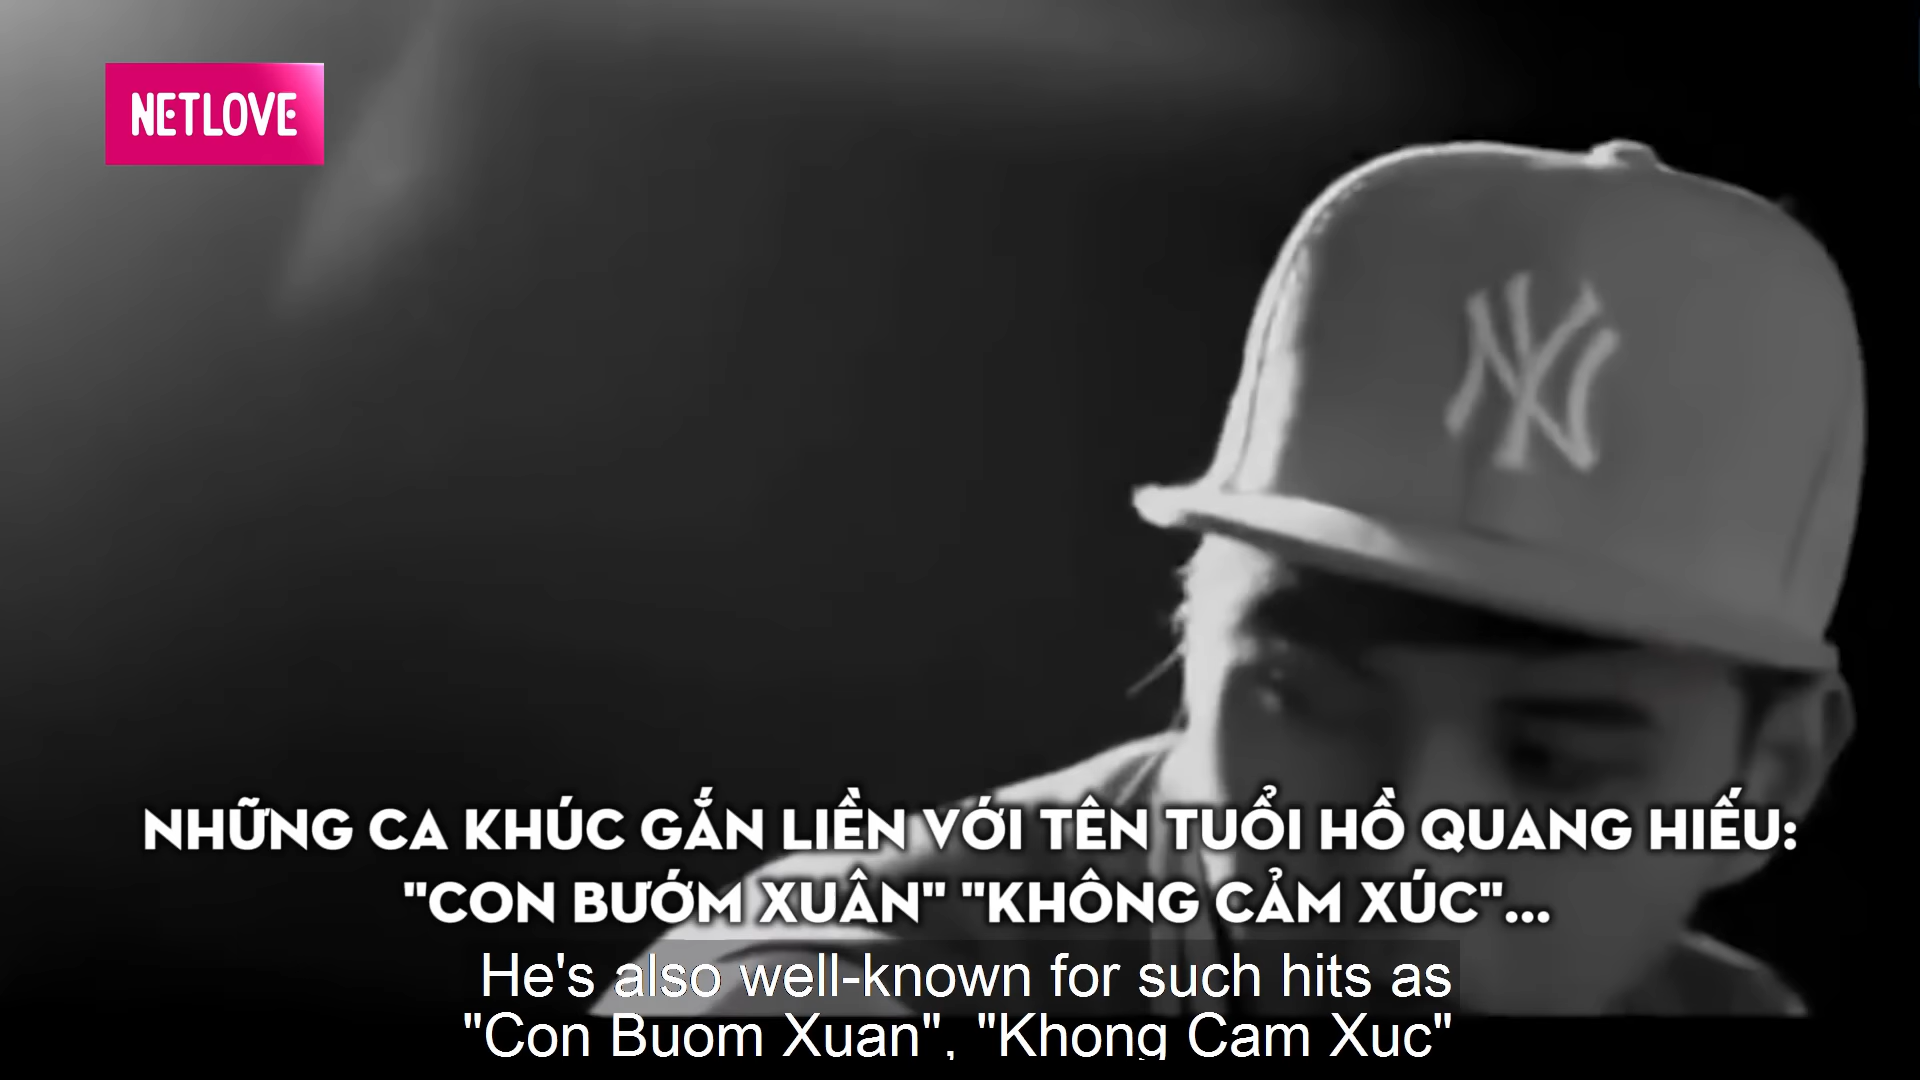 NETLOVE
NY
NHỮNG CA KHÚC GẮN LIỀN VỚI TÊN TUỔI HỒ QUANG HIẾU:
"CON BƯỚM XUÂN" "KHÔNG CẢM XÚC"...
He's also well-known for such hits as
"Con Buom Xuan", "Khong Cam Xuc"